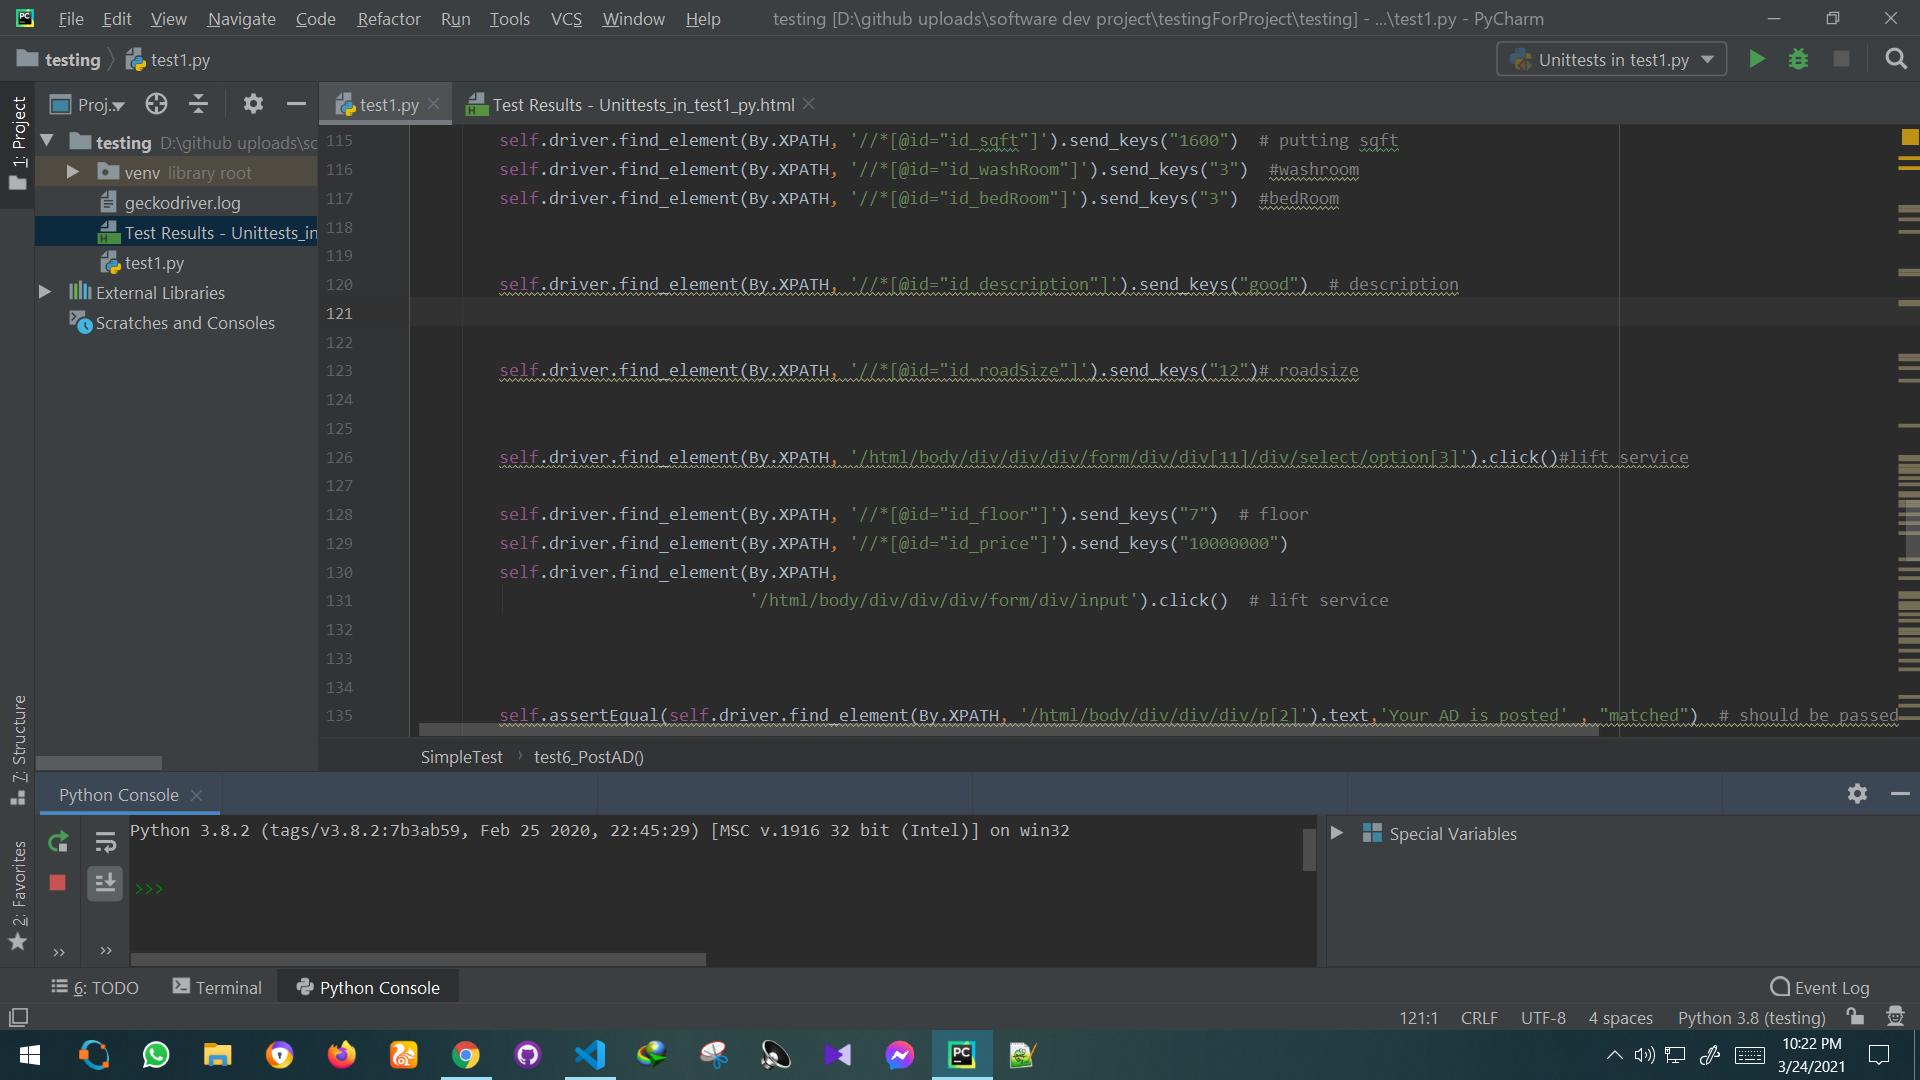 File Edit View Navigate Code Refactor Run Tools VCS Window Help testing [D:\github uploads\software dev project\testingForProject\testing] - ...\test1.py - PyCharm
testing test1.py Unittests in test1.py
1: Project
Proj.. test1.py Test Results - Unittests_in_test1_py.html
testing D:\github uploads\so
venv library root
geckodriver.log
Test Results - Unittests_in
test1.py
External Libraries
Scratches and Consoles
115 self.driver.find_element(By.XPATH, '//*[@id="id_sqft"]').send_keys("1600") # putting sqft
116 self.driver.find_element(By.XPATH, '//*[@id="id_washRoom"]').send_keys("3") #washroom
117 self.driver.find_element(By.XPATH, '//*[@id="id_bedRoom"]').send_keys("3") #bedRoom
118
119
120 self.driver.find_element(By.XPATH, '//*[@id="id_description"]').send_keys("good") # description
121
122
123 self.driver.find_element(By.XPATH, '//*[@id="id_roadSize"]').send_keys("12")# roadsize
124
125
126 self.driver.find_element(By.XPATH, '/html/body/div/div/div/form/div/div[11]/div/select/option[3]').click()#lift service
127
128 self.driver.find_element(By.XPATH, '//*[@id="id_floor"]').send_keys("7") # floor
129 self.driver.find_element(By.XPATH, '//*[@id="id_price"]').send_keys("10000000")
130 self.driver.find_element(By.XPATH,
131 '/html/body/div/div/div/form/div/input').click() # lift service
132
133
134
135 self.assertEqual(self.driver.find_element(By.XPATH, '/html/body/div/div/div/p[2]').text,'Your AD is posted' , "matched") # should be passed
SimpleTest test6_PostAD()
7: Structure
2: Favorites
Python Console
Python 3.8.2 (tags/v3.8.2:7b3ab59, Feb 25 2020, 22:45:29) [MSC v.1916 32 bit (Intel)] on win32
>>>
Special Variables
6: TODO Terminal Python Console Event Log
121:1 CRLF UTF-8 4 spaces Python 3.8 (testing)
10:22 PM
3/24/2021